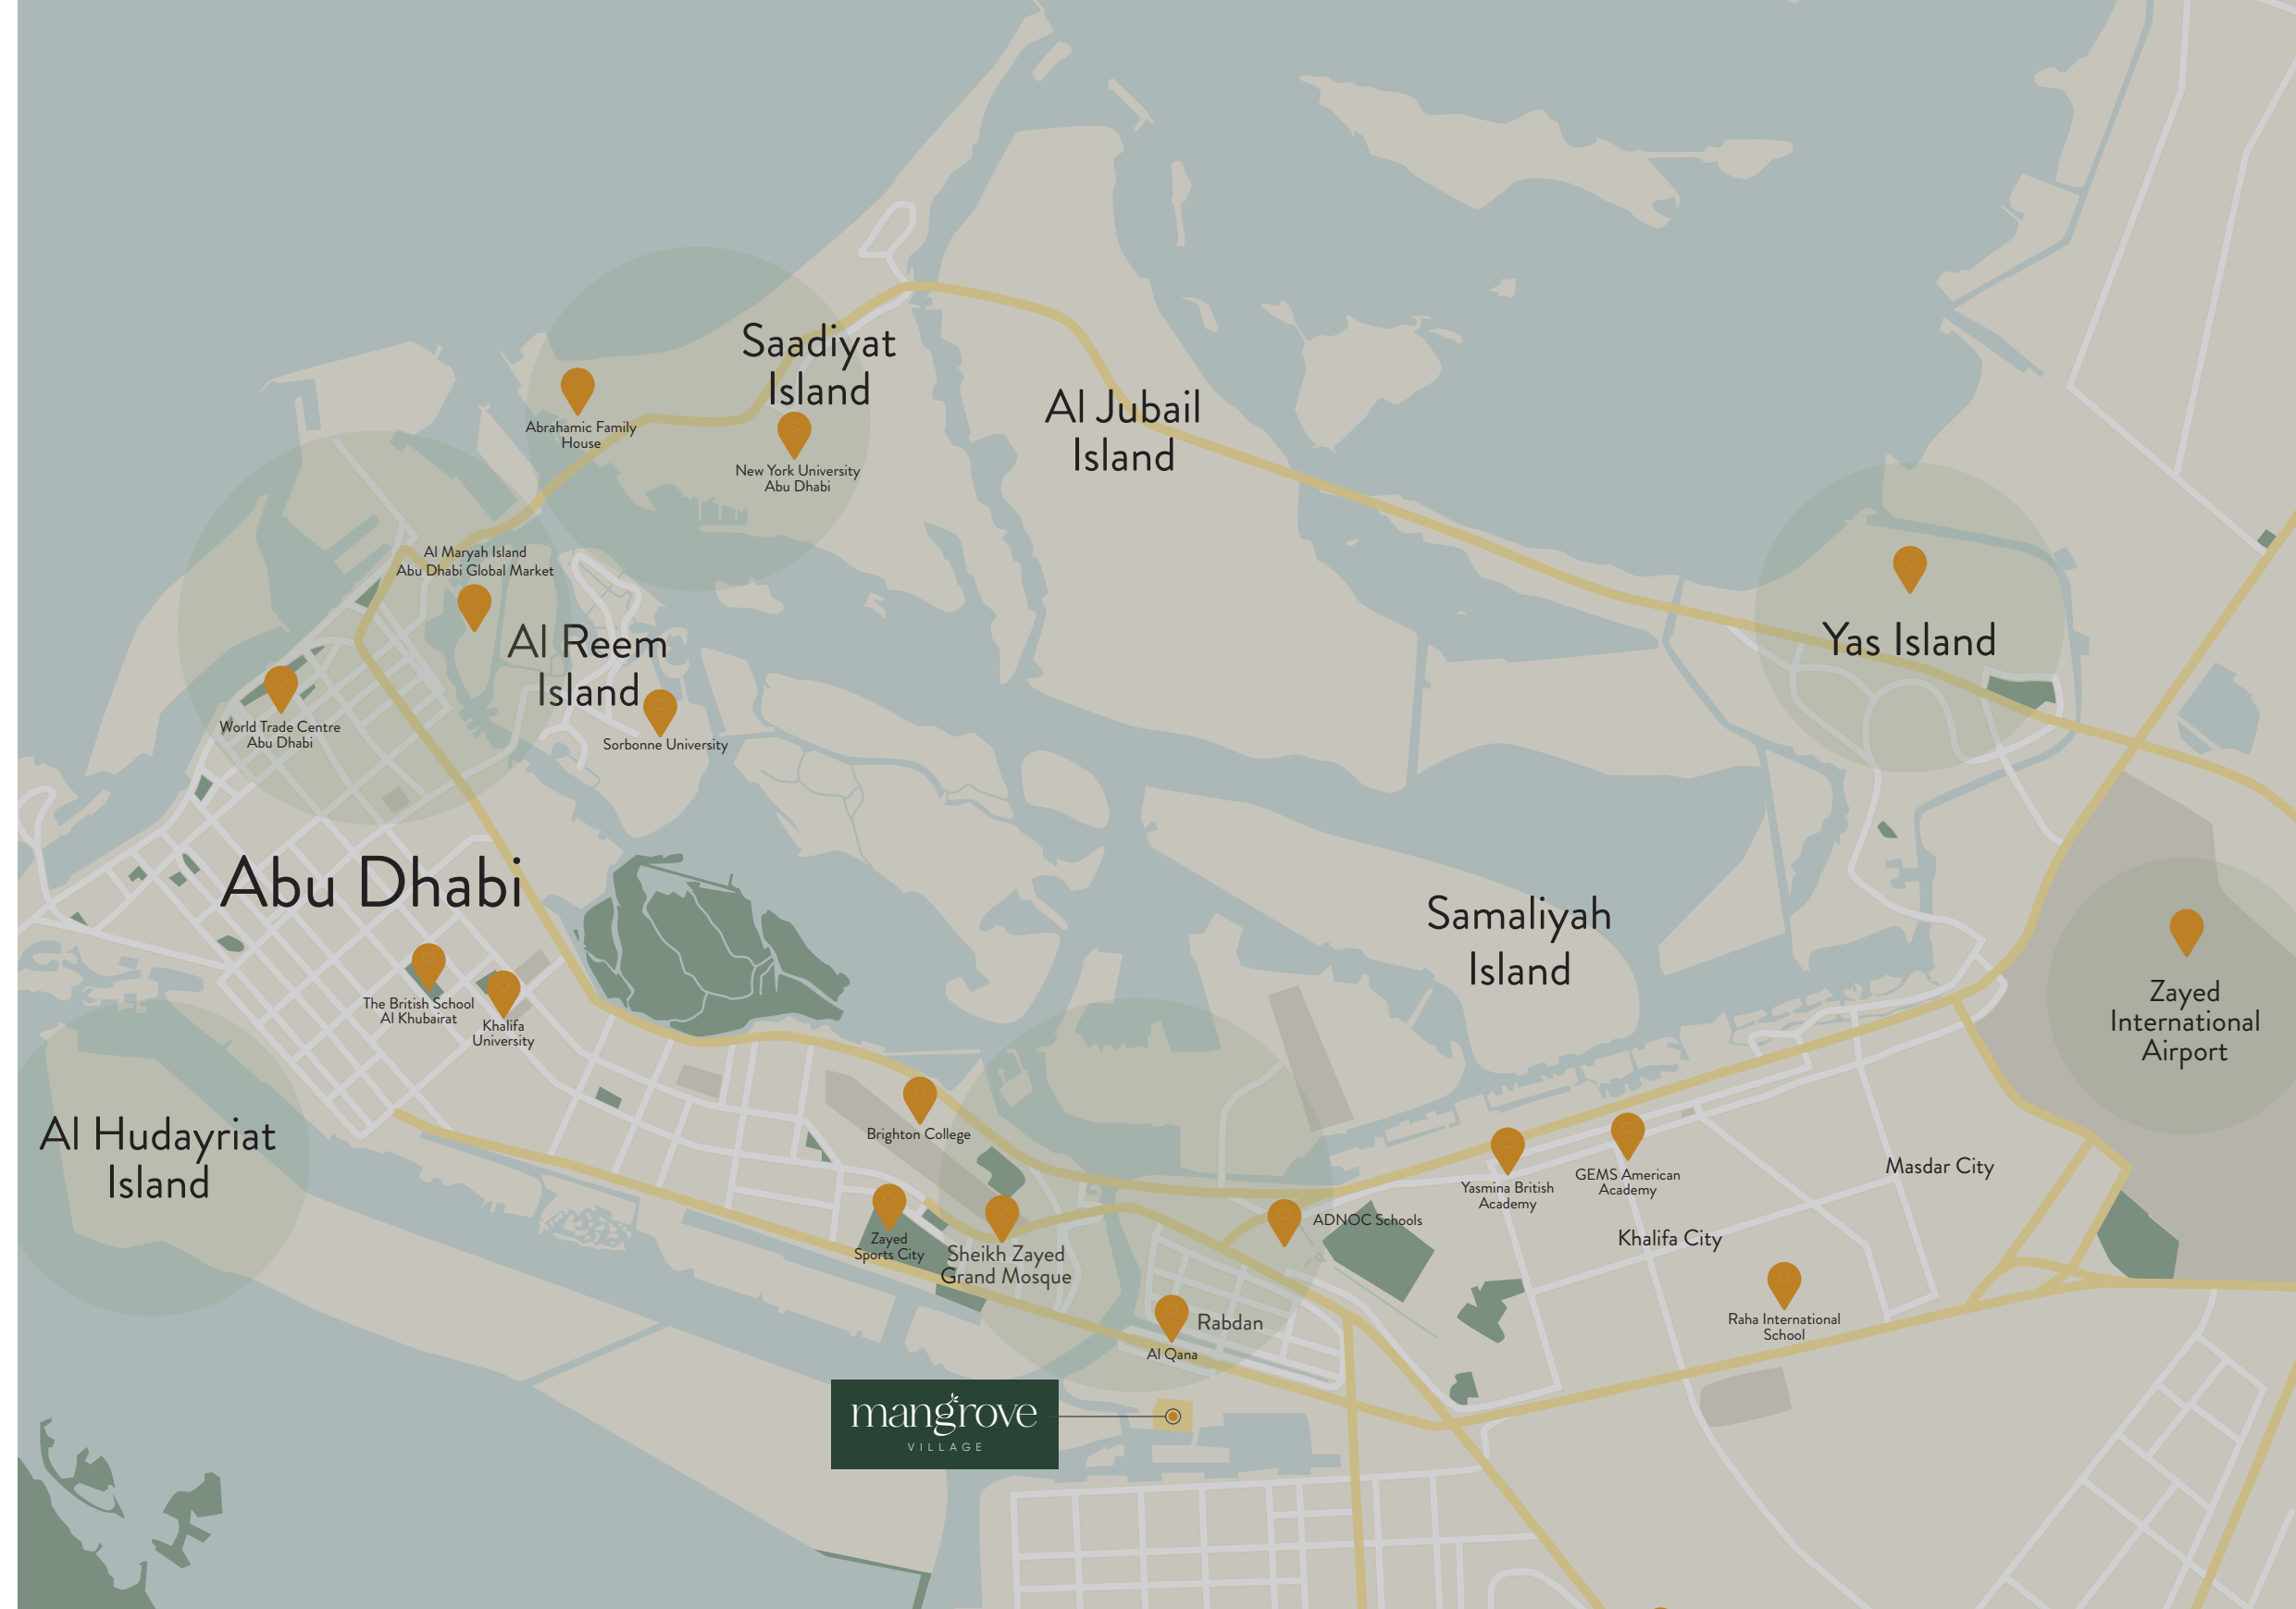 Saadiyat
Island
Abrahamic Family
House
New York University
Abu Dhabi
Al Jubail
Island
Al Maryah Island
Abu Dhabi Global Market
Al Reem
Island
Sorbonne University
World Trade Centre
Abu Dhabi
Yas Island
Abu Dhabi
Samaliyah
Island
The British School
Al Khubairat
Khalifa
University
Zayed
International
Airport
Al Hudayriat
Island
Brighton College
Yasmina British
Academy
GEMS American
Academy
Masdar City
ADNOC Schools
Khalifa City
Zayed
Sports City
Sheikh Zayed
Grand Mosque
Rabdan
Al Qana
Raha International
School
mangrove
VILLAGE